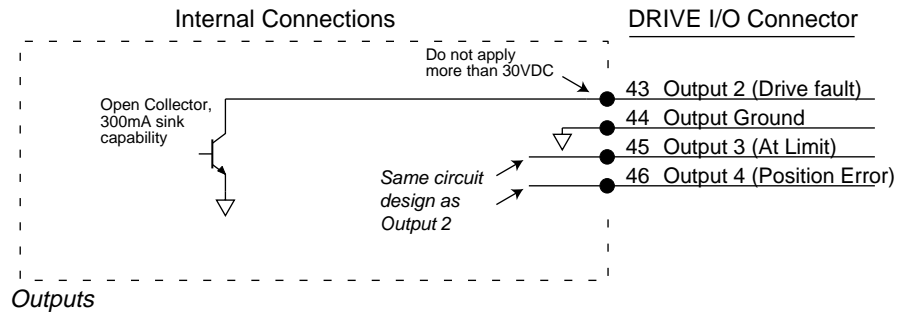 Internal Connections
DRIVE I/O Connector
Do not apply
more than 30VDC
Open Collector,
300mA sink
capability
43 Output 2 (Drive fault)
44 Output Ground
45 Output 3 (At Limit)
46 Output 4 (Position Error)
Same circuit
design as
Output 2
Outputs